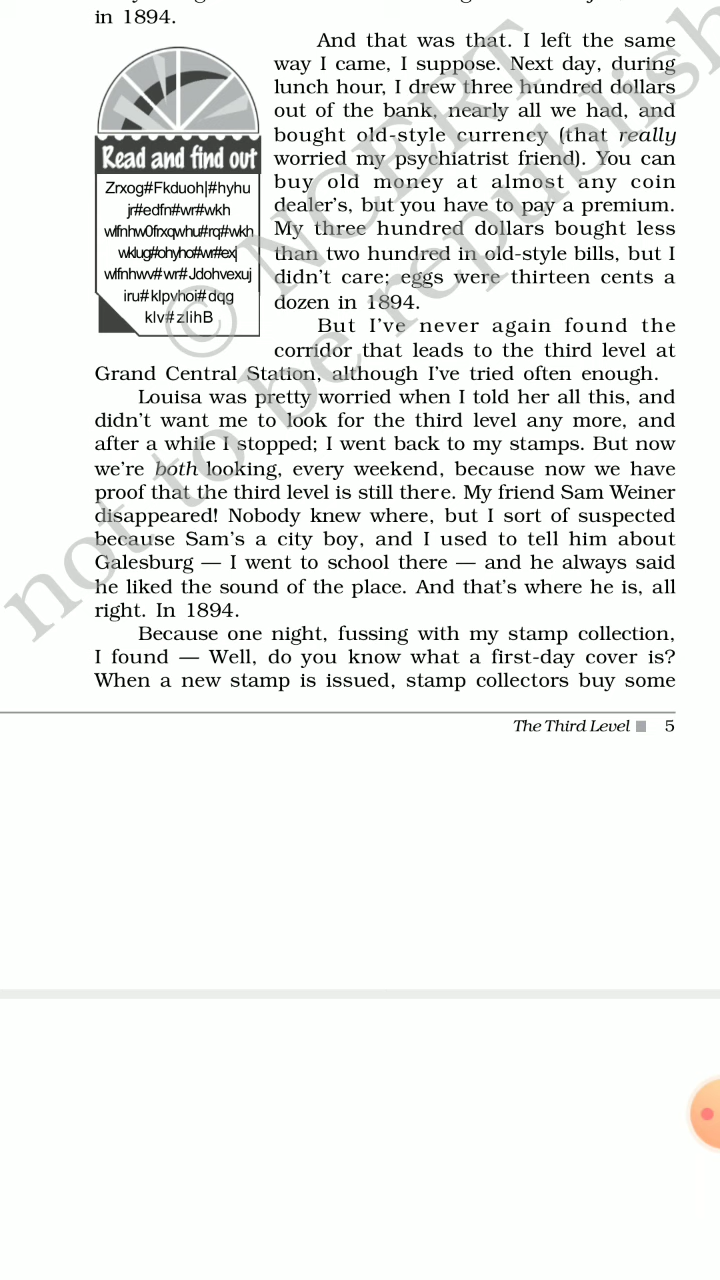 in 1894.
And that was that. I left the same
way I came, I suppose. Next day, during
lunch hour, I drew three hundred dollars
out of the bank, nearly all we had, and
bought old-style currency (that really
worried my psychiatrist friend). You can
buy old money at almost any coin
dealer's, but you have to pay a premium.
My three hundred dollars bought less
than two hundred in old-style bills, but I
didn't care; eggs were thirteen cents a
dozen in 1894.
Read and find out
Zrxog#Fkduoh|#hyhu
jr#edfn#wr#wkh
wlfnhw0frxqwhu#rq#wkh
wklug#ohyho#wr#ex|
wlfnhwv#wr#Jdohvexuj
iru#klpvhoi#dqg
klv#zlihB
But I've never again found the
corridor that leads to the third level at
Grand Central Station, although I've tried often enough.
Louisa was pretty worried when I told her all this, and
didn't want me to look for the third level any more, and
after a while I stopped; I went back to my stamps. But now
we're both looking, every weekend, because now we have
proof that the third level is still there. My friend Sam Weiner
disappeared! Nobody knew where, but I sort of suspected
because Sam's a city boy, and I used to tell him about
Galesburg — I went to school there — and he always said
he liked the sound of the place. And that's where he is, all
right. In 1894.
Because one night, fussing with my stamp collection,
I found — Well, do you know what a first-day cover is?
When a new stamp is issued, stamp collectors buy some
The Third Level 5
© NCERT
not to be republish